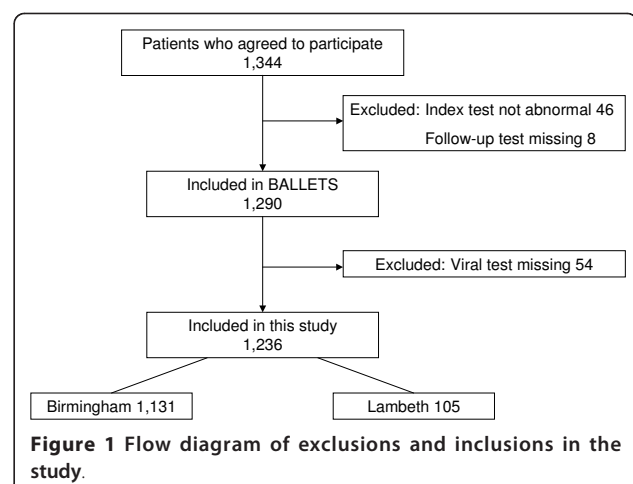 Patients who agreed to participate
1,344
Excluded: Index test not abnormal 46
Follow-up test missing 8
Included in BALLETS
1,290
Excluded: Viral test missing 54
Included in this study
1,236
Birmingham 1,131
Lambeth 105
Figure 1 Flow diagram of exclusions and inclusions in the
study.